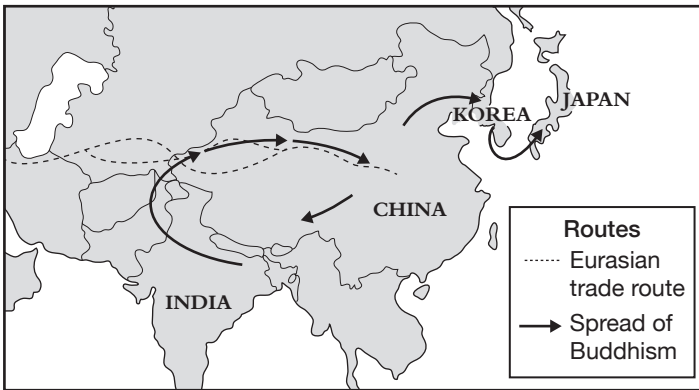 KOREA
JAPAN
CHINA
INDIA
Routes
Eurasian
trade route
Spread of
Buddhism